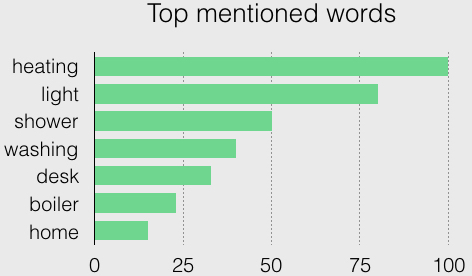 Top mentioned words
heating
light
shower
washing
desk
boiler
home
0 25 50 75 100